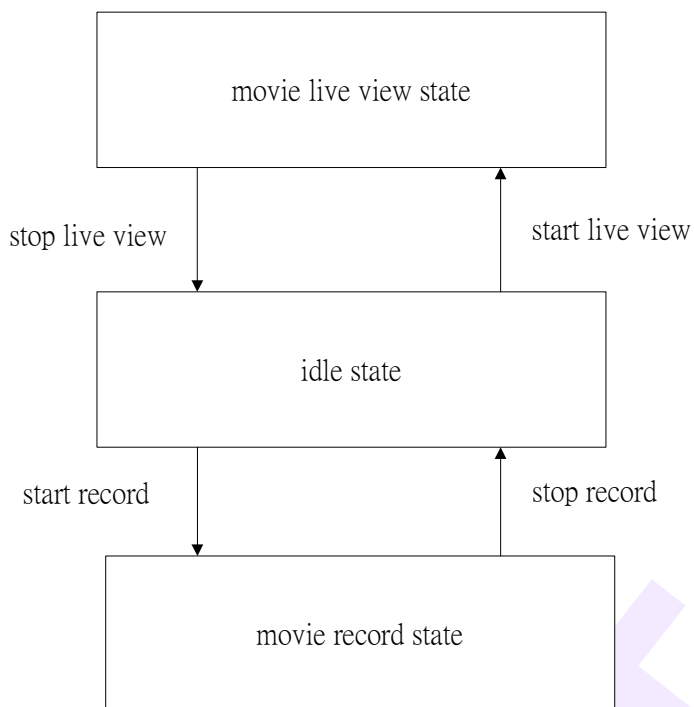 movie live view state
stop live view
start live view
idle state
start record
stop record
movie record state